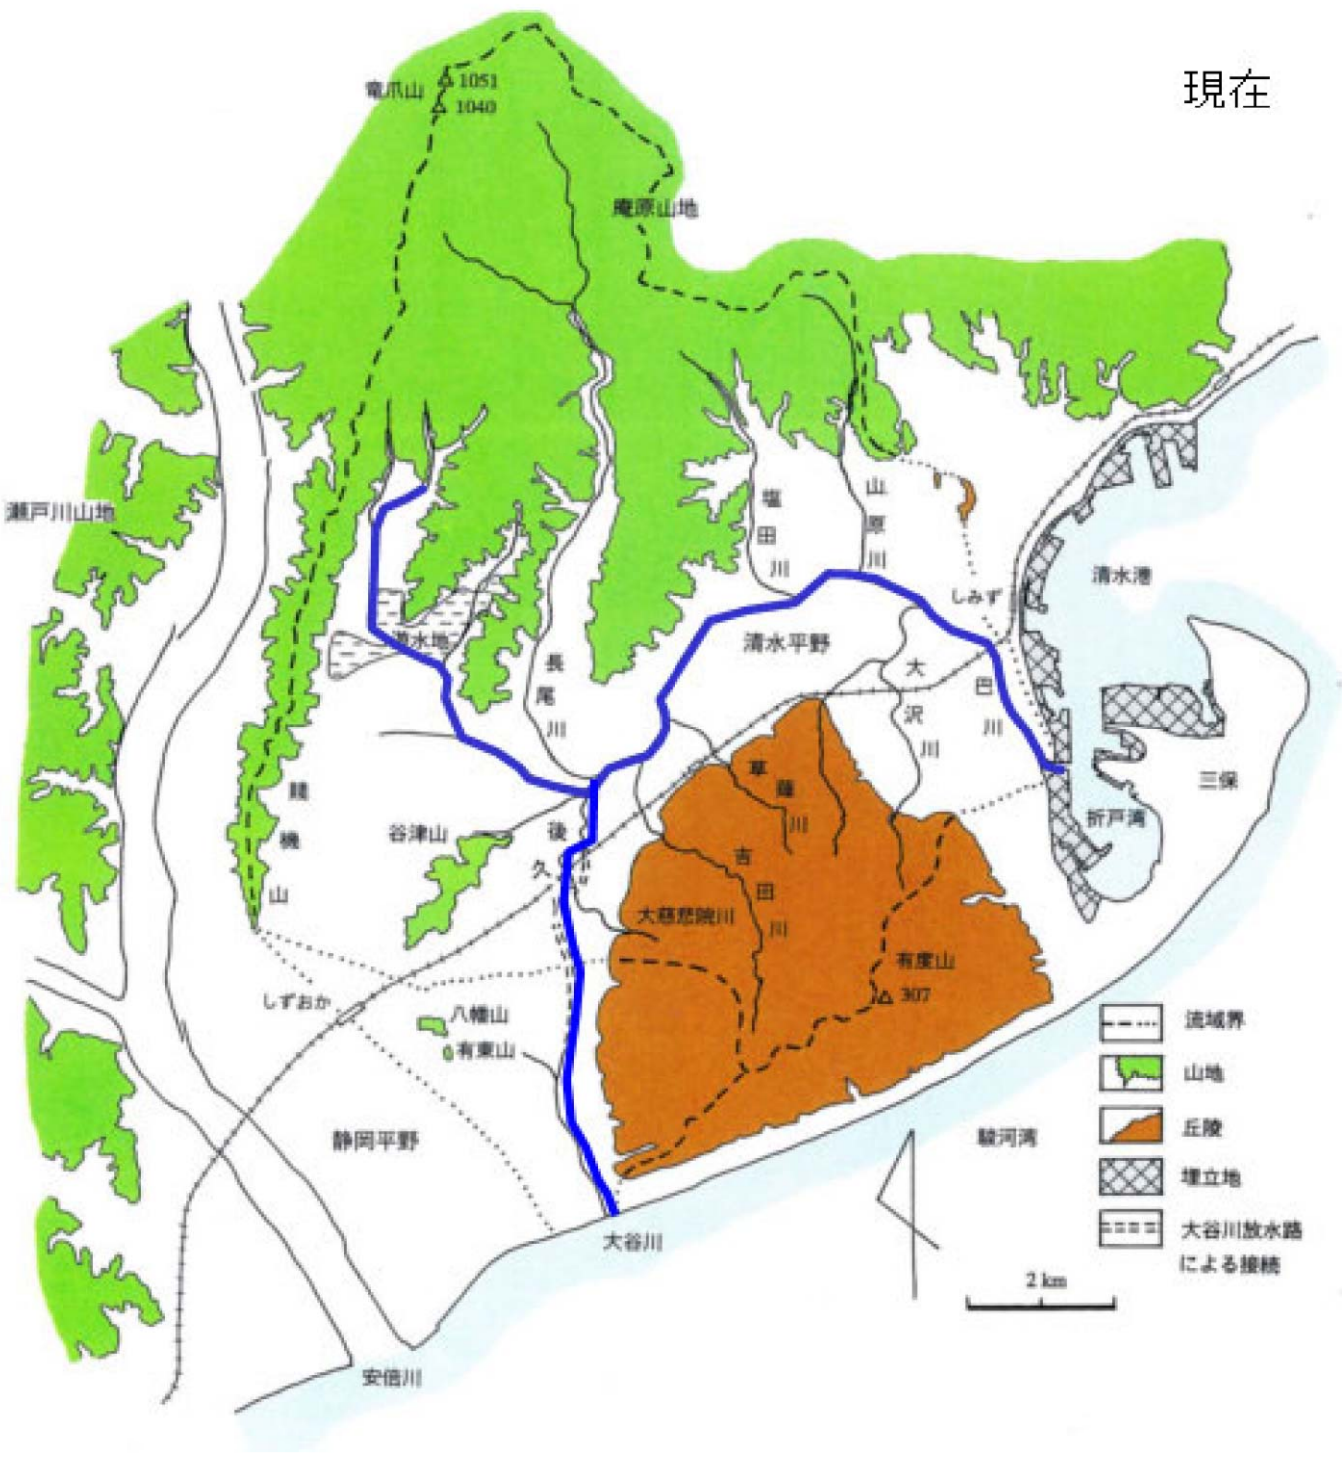 現在
竜爪山
1051
1040
庵原山地
瀬戸川山地
塩田川
山原川
清水港
しみず
遊水地
清水平野
長尾川
大沢川
巴川
三保
賤機山
谷津山
後久
草薙川
折戸湾
吉田川
大慈悲院川
有度山
307
しずおか
八幡山
有東山
静岡平野
駿河湾
大谷川
安倍川
流域界
山地
丘陵
埋立地
大谷川放水路
による接続
2 km